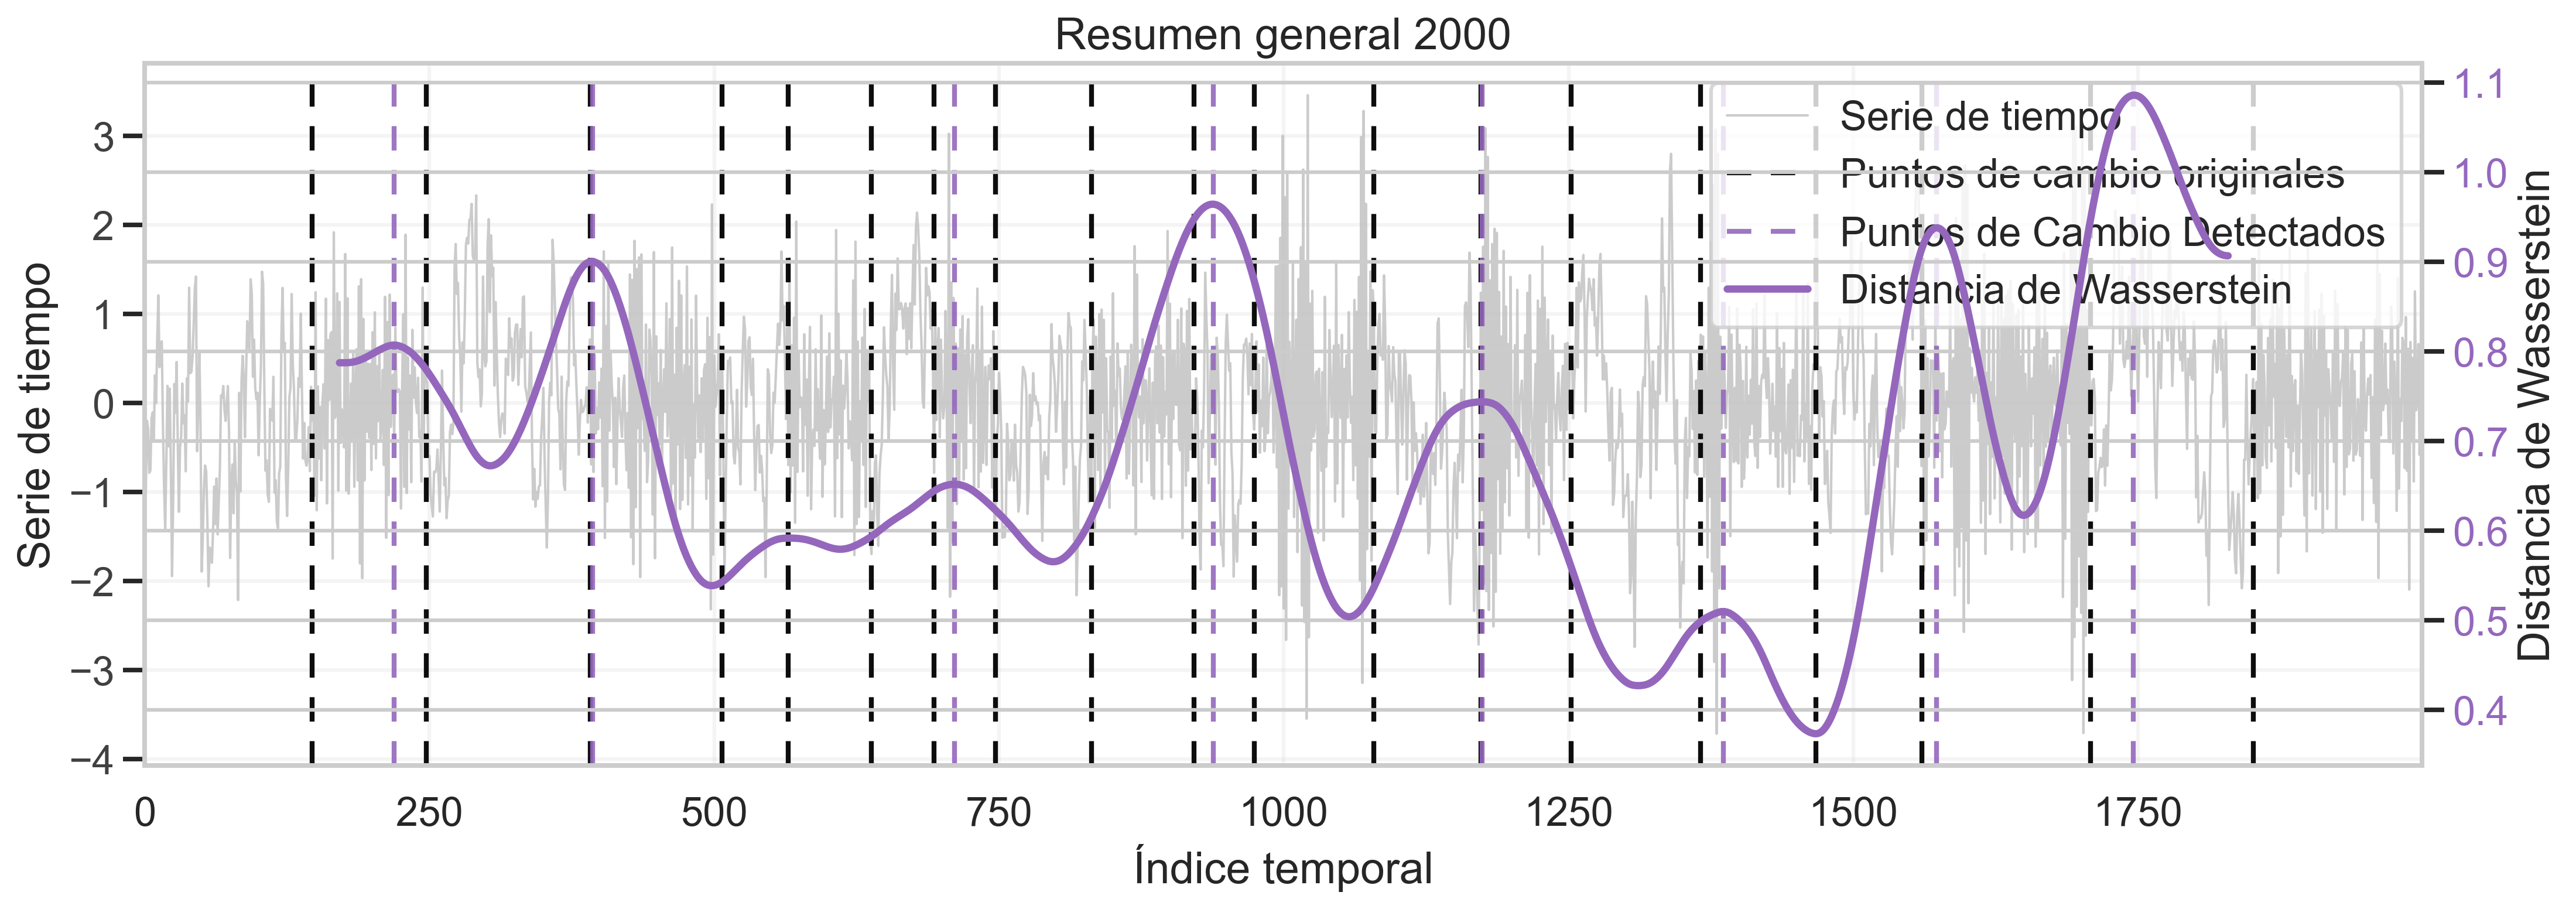 Resumen general 2000
Serie de tiempo
3
2
1
0
−1
−2
−3
−4
Serie de tiempo
Puntos de cambio originales
Puntos de Cambio Detectados
Distancia de Wasserstein
1.1
1.0
0.9
0.8
0.7
0.6
0.5
0.4
Distancia de Wasserstein
0 250 500 750 1000 1250 1500 1750
Índice temporal